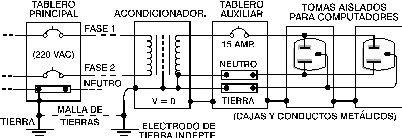 TABLERO
PRINCIPAL
ACONDICIONADOR.
TABLERO
AUXILIAR
TOMAS AISLADOS
PARA COMPUTADORES
FASE 1
(220 VAC)
15 AMP.
FASE 2
NEUTRO
NEUTRO
V = 0
TIERRA
MALLA DE
TIERRAS
TIERRA
(CAJAS Y CONDUCTOS METÁLICOS)
ELECTRODO DE
TIERRA INDEPTE